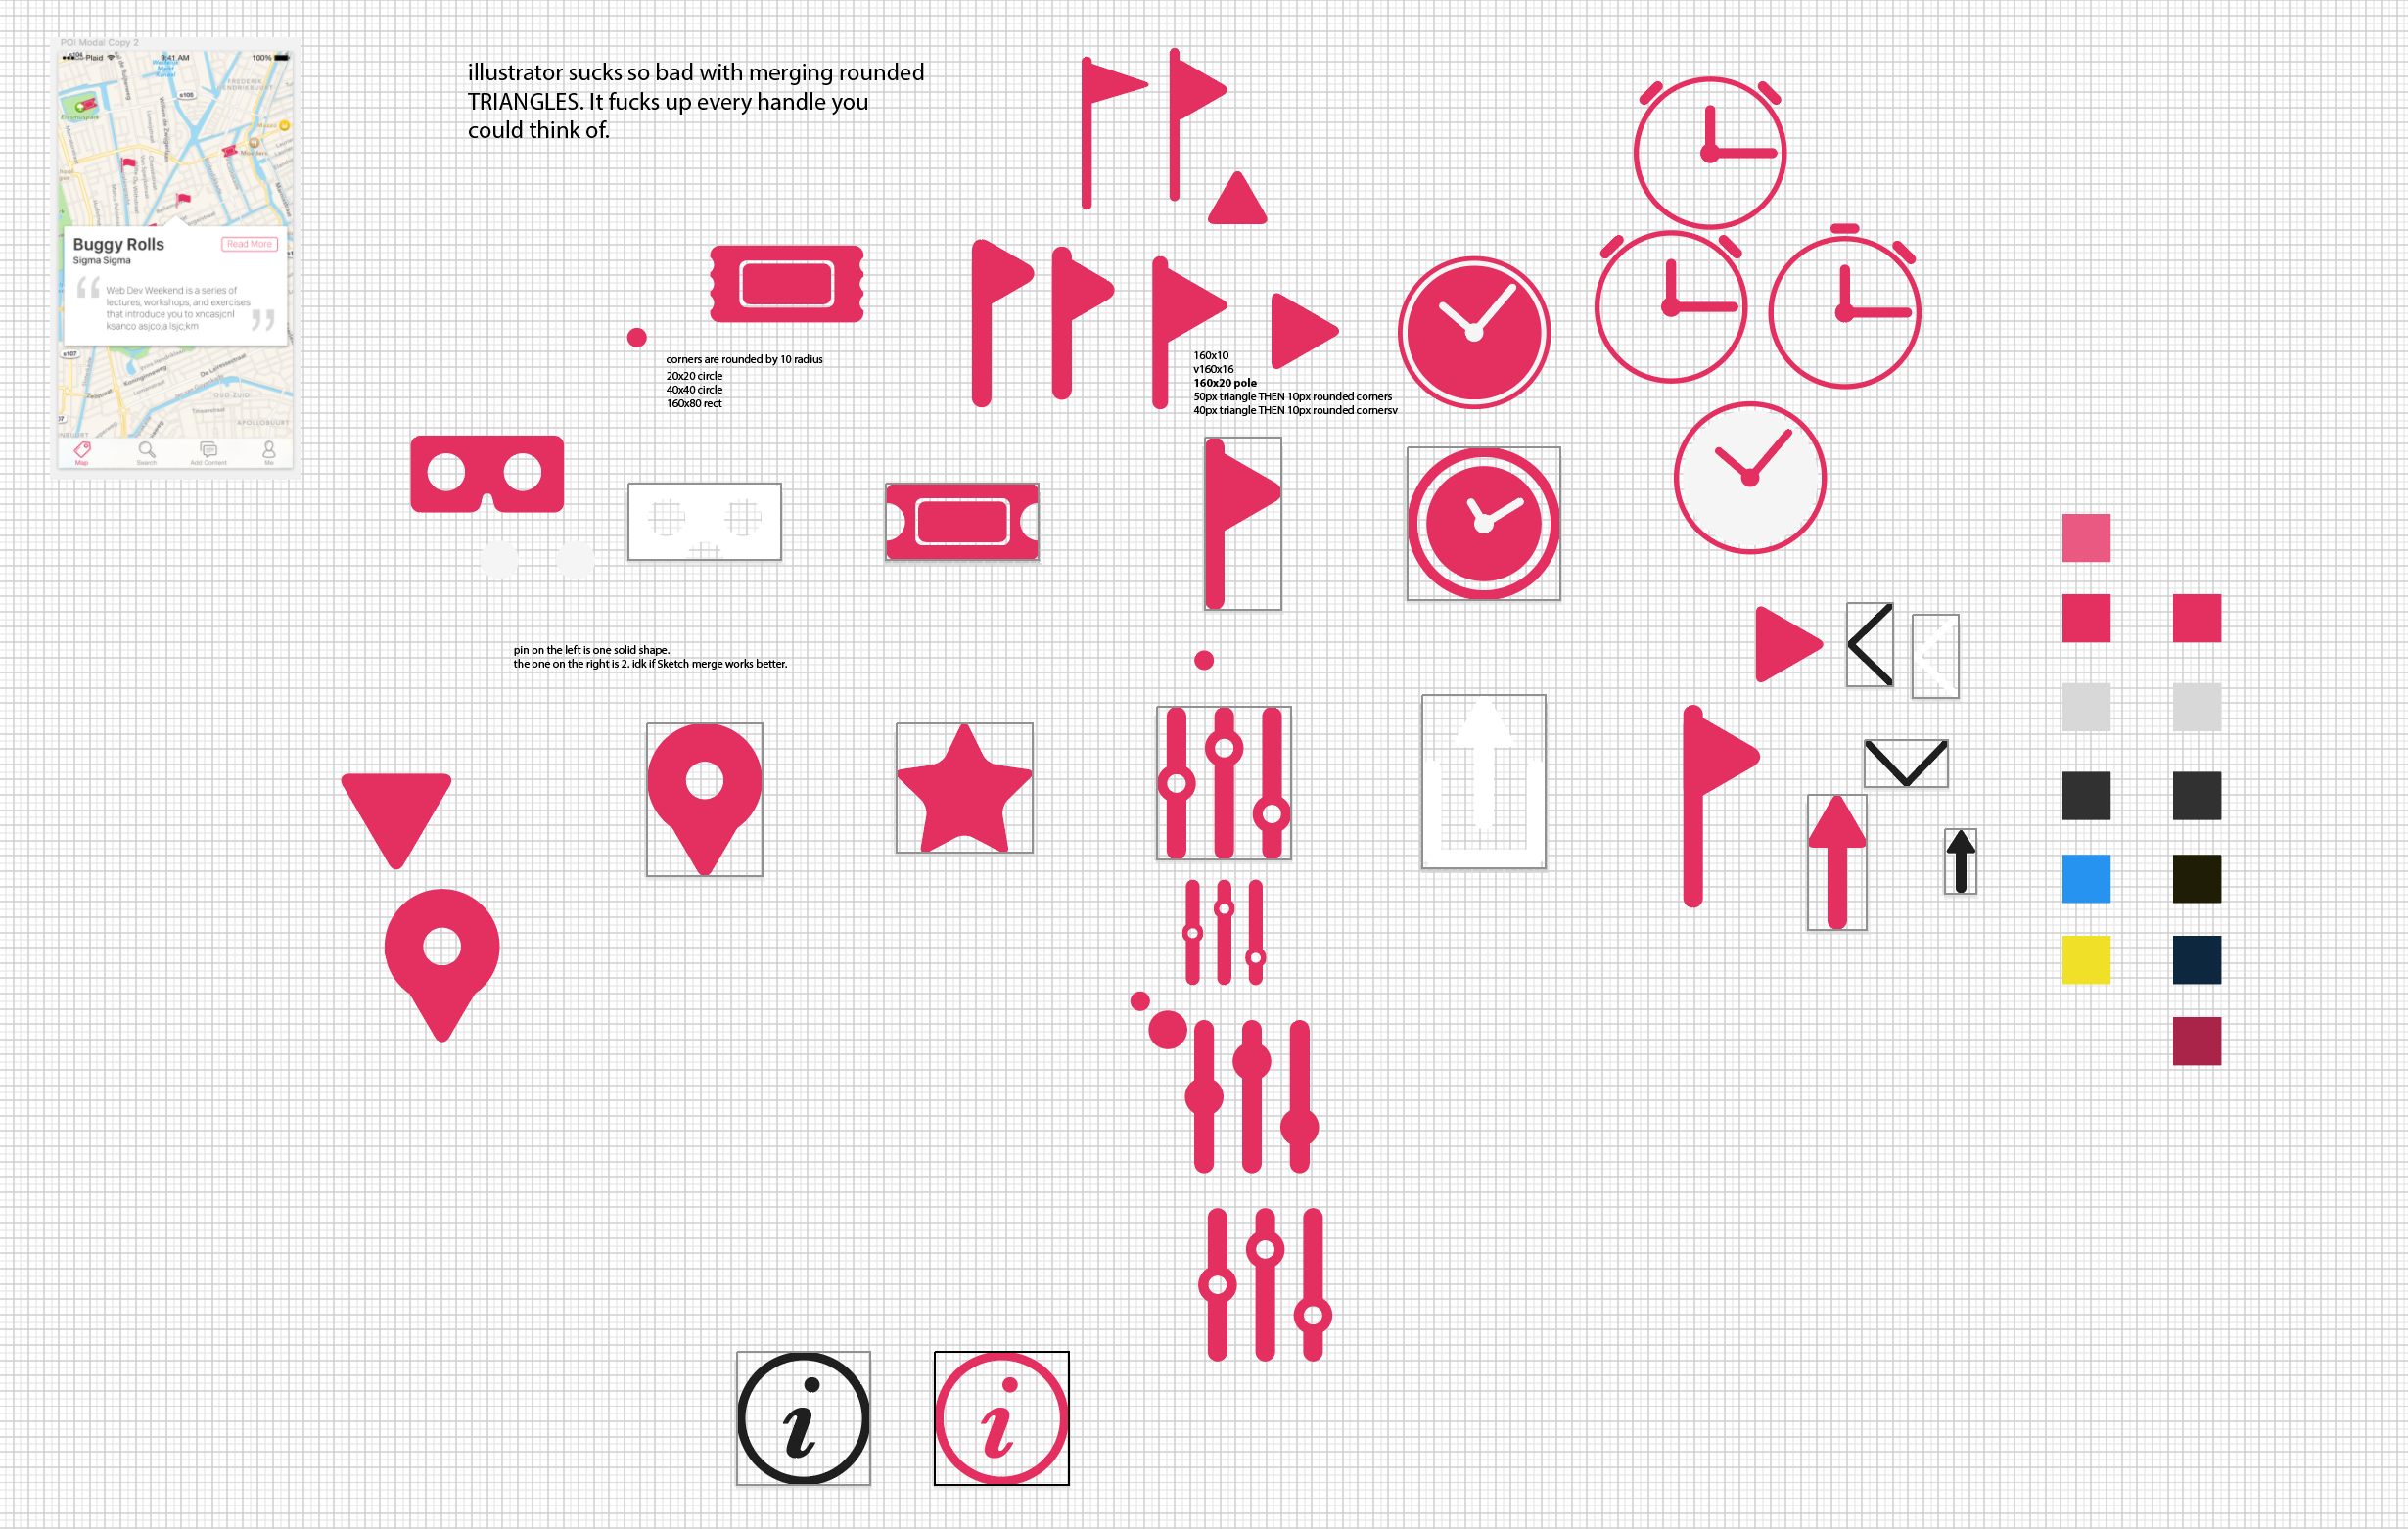 POI Modal Copy 2
Plaid
9:41 AM
100%
s105
Buggy Rolls
Read More
Sigma Sigma
“
Web Dev Weekend is a series of
lectures, workshops, and exercises
that introduce you to xncasjcnl
ksanco asjco;a lsjc;km
”
s107
OUD-ZUID
APOLLOBUURT
Map
Search
Add Content
Me
illustrator sucks so bad with merging rounded
TRIANGLES. It fucks up every handle you
could think of.
corners are rounded by 10 radius
20x20 circle
40x40 circle
160x80 rect
160x10
v160x16
160x20 pole
50px triangle THEN 10px rounded corners
40px triangle THEN 10px rounded cornersv
pin on the left is one solid shape.
the one on the right is 2. idk if Sketch merge works better.
i
i